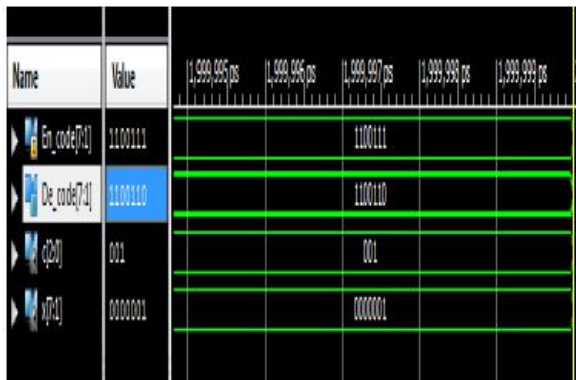 Name Value 1,999,995 ps 1,999,996 ps 1,999,997 ps 1,999,998 ps 1,999,999 ps
En_code[7:1] 1100111 1100111
De_code[7:1] 1100110 1100110
c[2:0] 001 001
x[7:1] 0000001 0000001